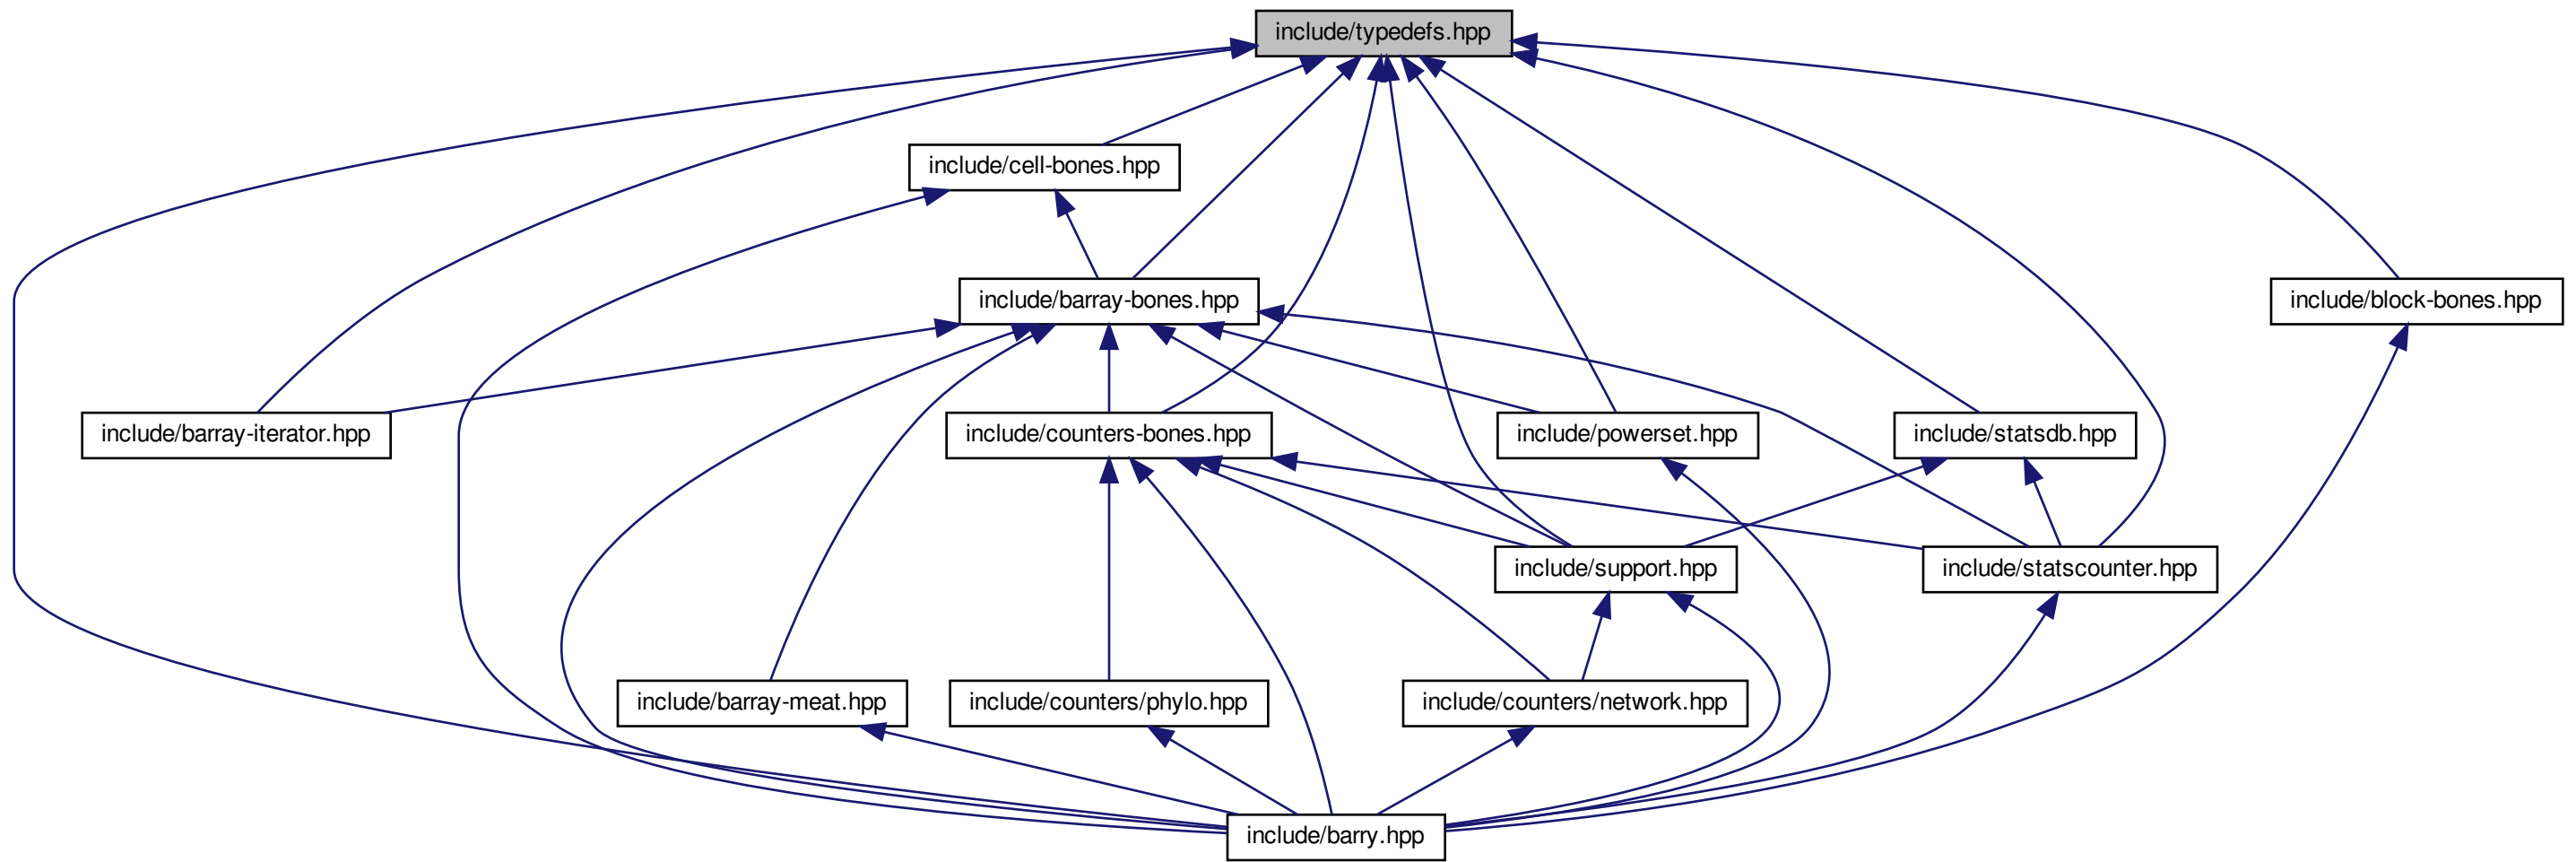 include/typedefs.hpp
include/cell-bones.hpp
include/barray-bones.hpp
include/block-bones.hpp
include/barray-iterator.hpp
include/counters-bones.hpp
include/powerset.hpp
include/statsdb.hpp
include/support.hpp
include/statscounter.hpp
include/barray-meat.hpp
include/counters/phylo.hpp
include/counters/network.hpp
include/barry.hpp